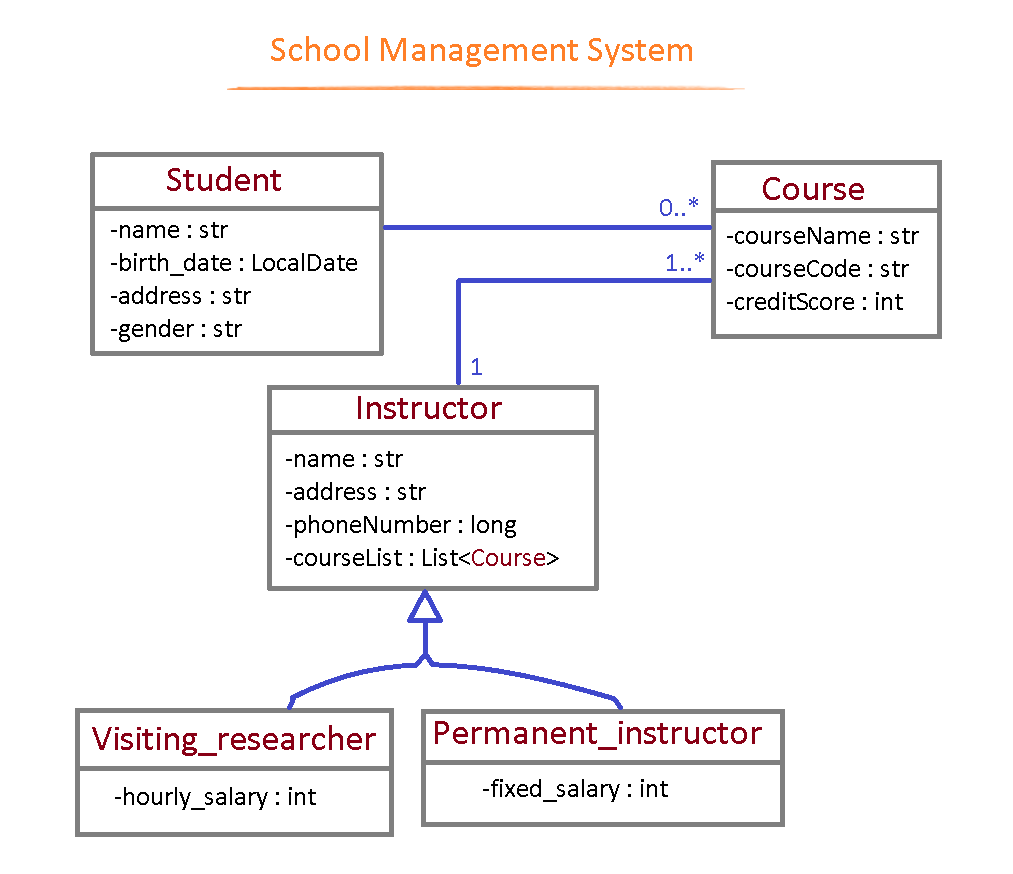 School Management System
Student
-name : str
-birth_date : LocalDate
-address : str
-gender : str
0..*
1..*
Course
-courseName : str
-courseCode : str
-creditScore : int
1
Instructor
-name : str
-address : str
-phoneNumber : long
-courseList : List<Course>
Visiting_researcher
-hourly_salary : int
Permanent_instructor
-fixed_salary : int